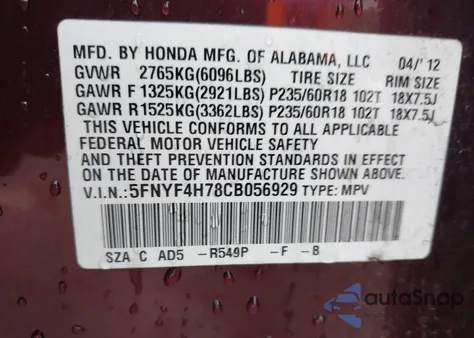 MFD. BY HONDA MFG. OF ALABAMA, LLC 04/'12
GVWR 2765KG(6096LBS) TIRE SIZE RIM SIZE
GAWR F 1325KG(2921LBS) P235/60R18 102T 18X7.5J
GAWR R 1525KG(3362LBS) P235/60R18 102T 18X7.5J
THIS VEHICLE CONFORMS TO ALL APPLICABLE
FEDERAL MOTOR VEHICLE SAFETY
AND THEFT PREVENTION STANDARDS IN EFFECT
ON THE DATE OF MANUFACTURE SHOWN ABOVE.
V.I.N.:5FNYF4H78CB056929 TYPE: MPV
SZA C AD5 -R549P -F -B
autoSnap